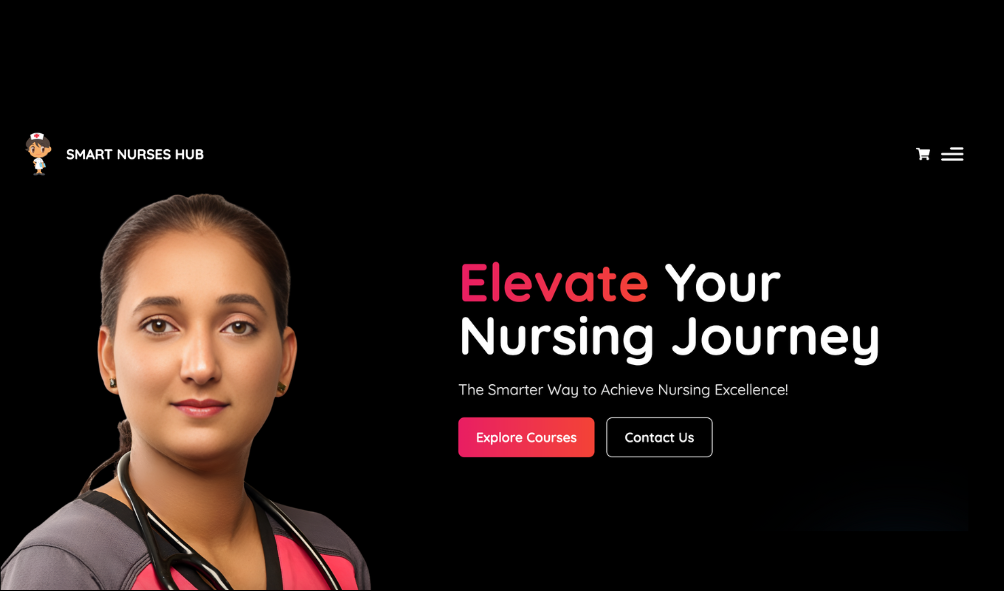 SMART NURSES HUB
Elevate Your
Nursing Journey
The Smarter Way to Achieve Nursing Excellence!
Explore Courses
Contact Us